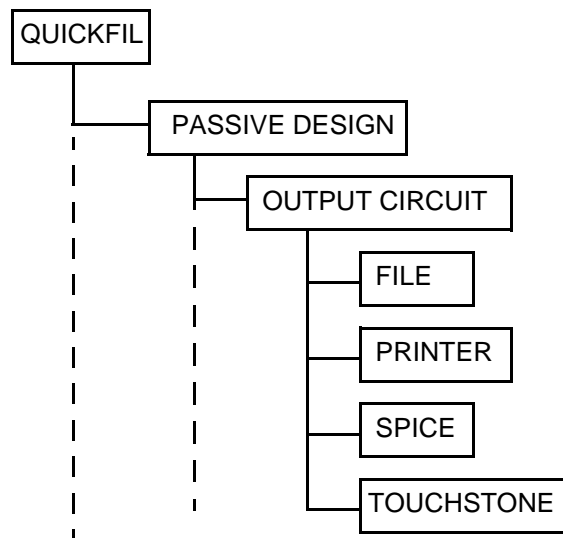 QUICKFIL
PASSIVE DESIGN
OUTPUT CIRCUIT
FILE
PRINTER
SPICE
TOUCHSTONE